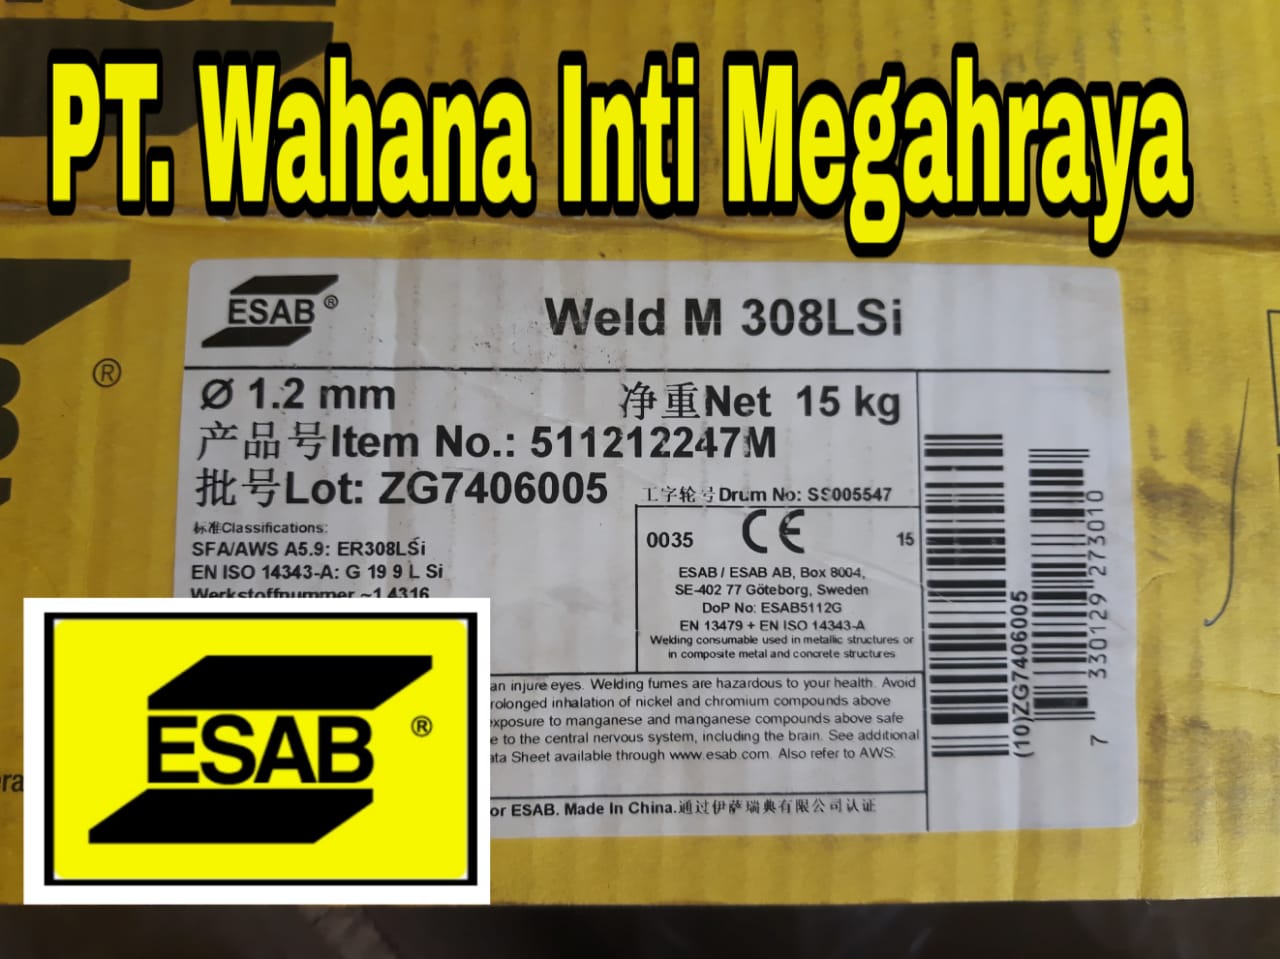 PT. Wahana Inti Megahraya
ESAB®
Weld M 308LSi
®
Ø 1.2 mm
净重Net 15 kg
产品号Item No.: 511212247M
批号Lot: ZG7406005
工字轮号Drum No: SS005547
标准Classifications:
SFA/AWS A5.9: ER308LSi
EN ISO 14343-A: G 19 9 L Si
Werkstoffnummer ~1.4316
0035 CE 15
ESAB / ESAB AB, Box 8004,
SE-402 77 Göteborg, Sweden
DoP No: ESAB5112G
EN 13479 + EN ISO 14343-A
Welding consumable used in metallic structures or
in composite metal and concrete structures
an injure eyes. Welding fumes are hazardous to your health. Avoid
rolonged inhalation of nickel and chromium compounds above
xposure to manganese and manganese compounds above safe
e to the central nervous system, including the brain. See additional
ata Sheet available through www.esab.com. Also refer to AWS:
or ESAB. Made In China.通过伊萨瑞典有限公司认证
(10)ZG7406005
7 330129 273010
ESAB®